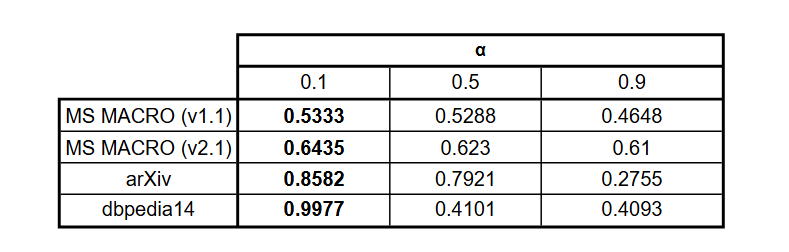 α
0.1 0.5 0.9
MS MACRO (v1.1) 0.5333 0.5288 0.4648
MS MACRO (v2.1) 0.6435 0.623 0.61
arXiv 0.8582 0.7921 0.2755
dbpedia14 0.9977 0.4101 0.4093